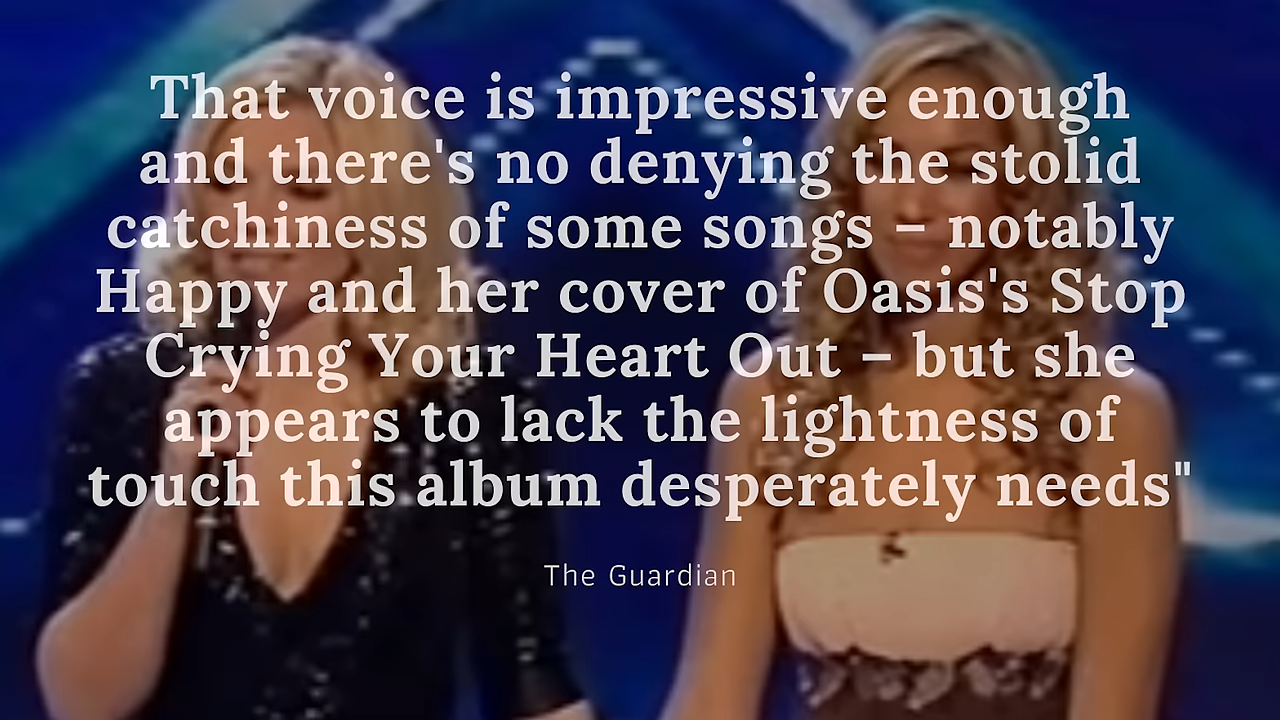 That voice is impressive enough
and there's no denying the stolid
catchiness of some songs – notably
Happy and her cover of Oasis's Stop
Crying Your Heart Out – but she
appears to lack the lightness of
touch this album desperately needs"
The Guardian